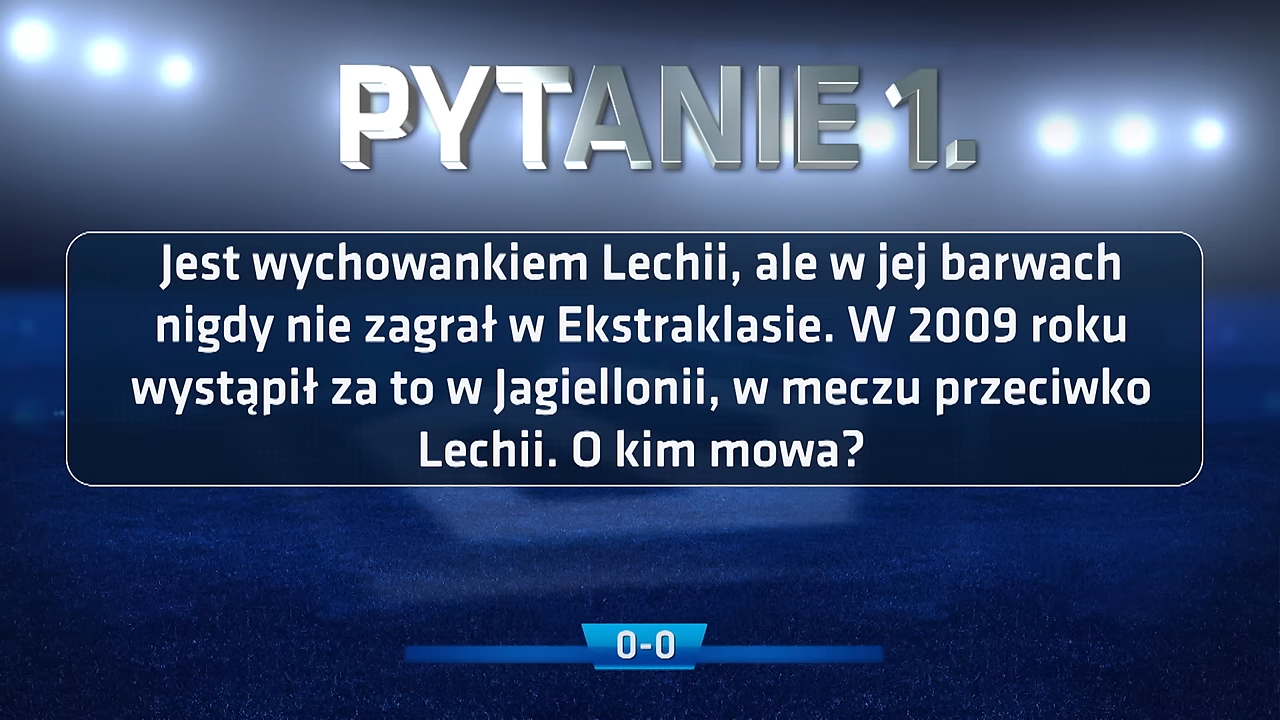 PYTANIE 1.
Jest wychowankiem Lechii, ale w jej barwach
nigdy nie zagrał w Ekstraklasie. W 2009 roku
wystąpił za to w Jagiellonii, w meczu przeciwko
Lechii. O kim mowa?
0-0